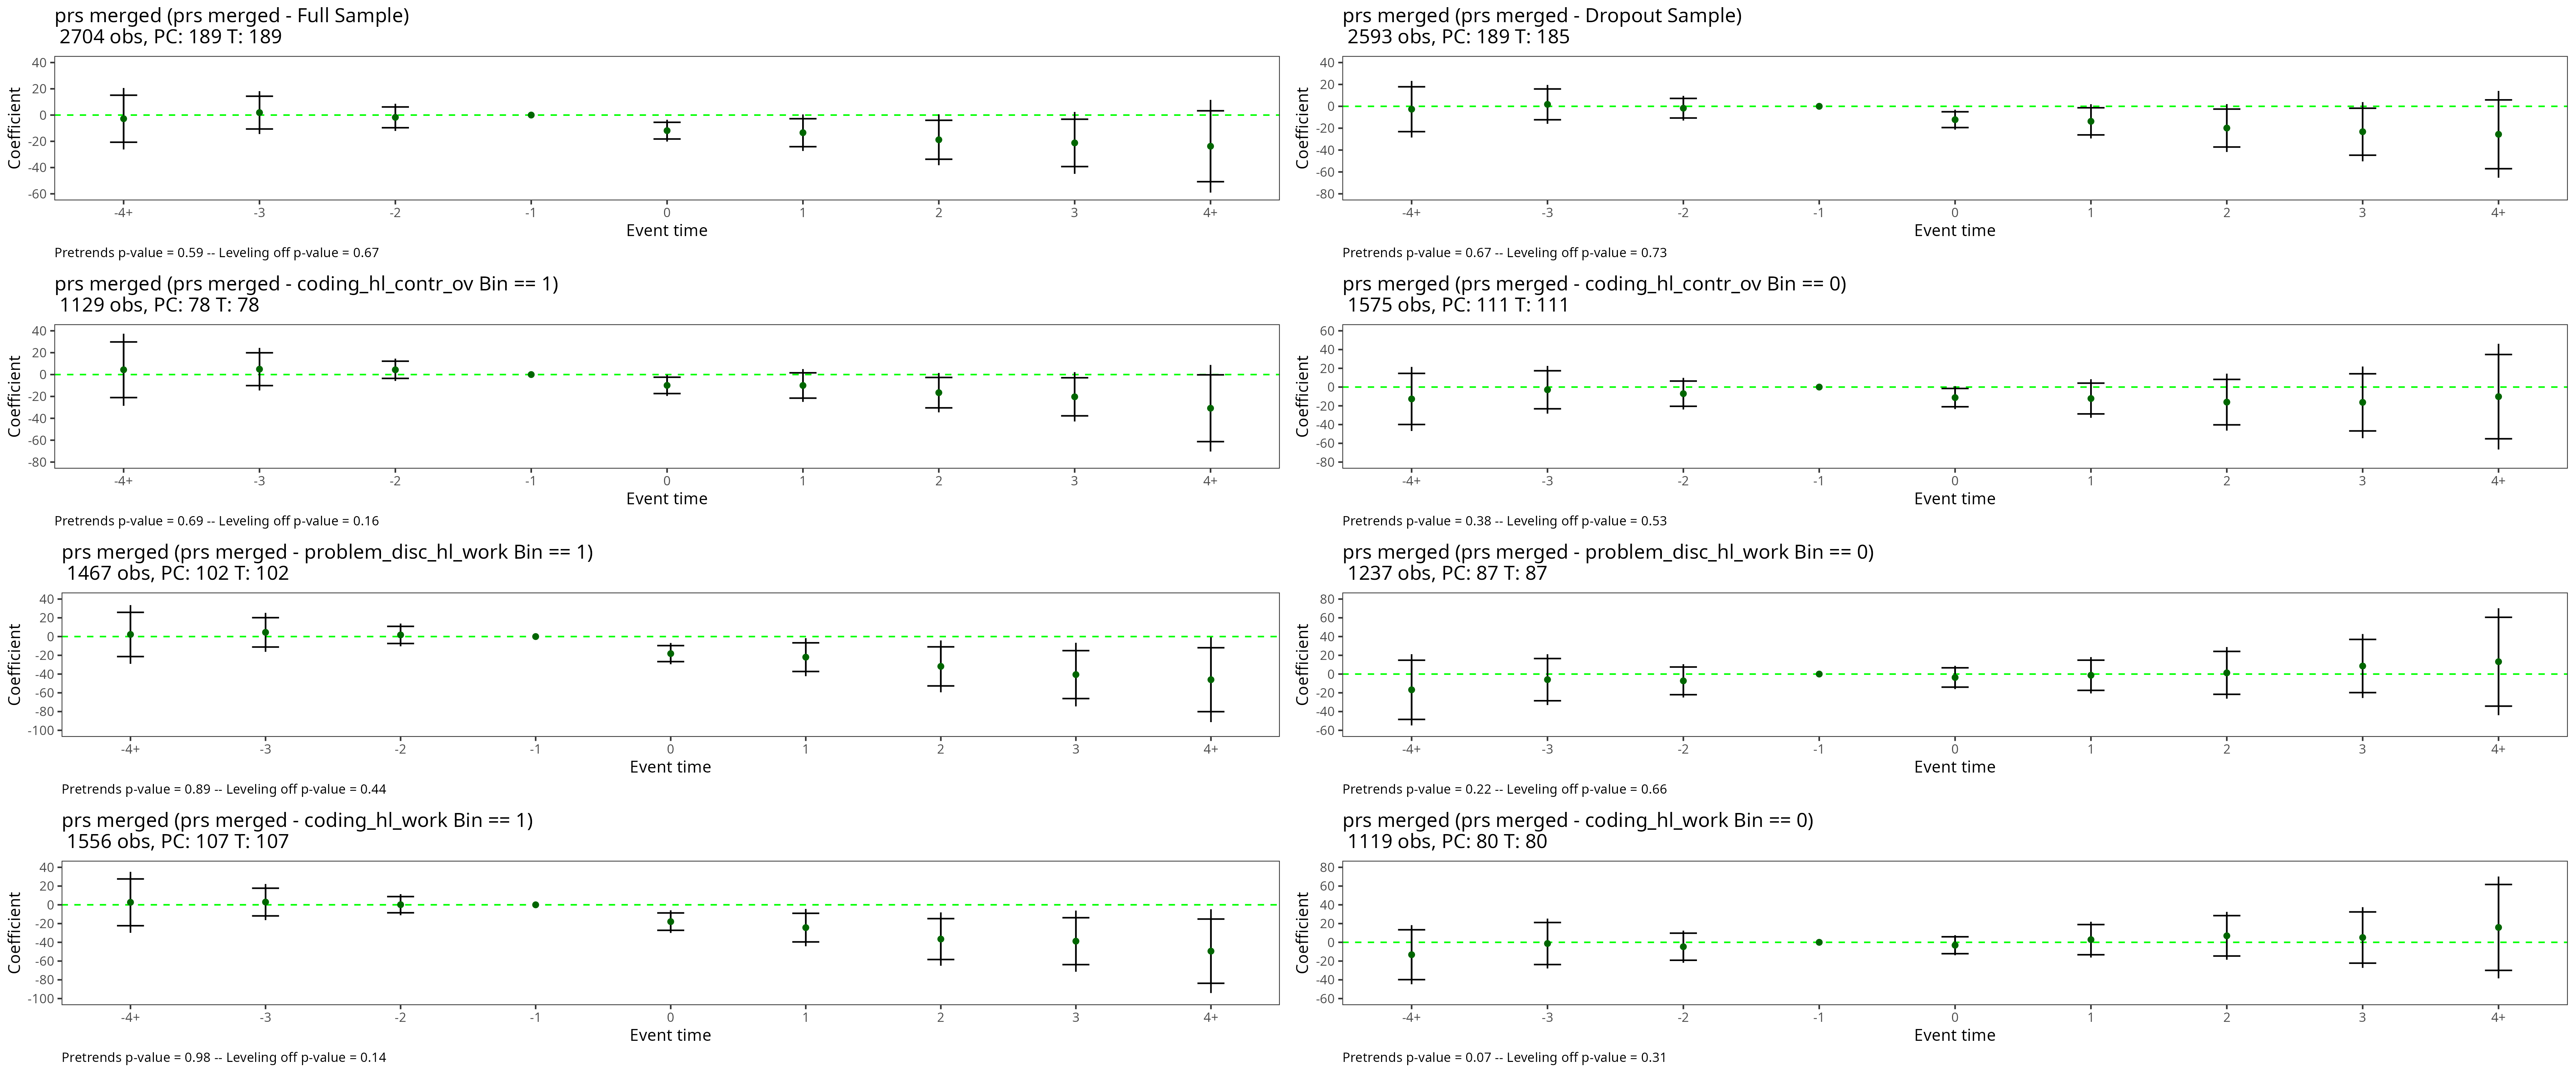 prs merged (prs merged - Full Sample)
2704 obs, PC: 189 T: 189
Coefficient
40
20
0
-20
-40
-60
-4+ -3 -2 -1 0 1 2 3 4+
Event time
Pretrends p-value = 0.59 -- Leveling off p-value = 0.67
prs merged (prs merged - Dropout Sample)
2593 obs, PC: 189 T: 185
Coefficient
40
20
0
-20
-40
-60
-80
-4+ -3 -2 -1 0 1 2 3 4+
Event time
Pretrends p-value = 0.67 -- Leveling off p-value = 0.73
prs merged (prs merged - coding_hl_contr_ov Bin == 1)
1129 obs, PC: 78 T: 78
Coefficient
40
20
0
-20
-40
-60
-80
-4+ -3 -2 -1 0 1 2 3 4+
Event time
Pretrends p-value = 0.69 -- Leveling off p-value = 0.16
prs merged (prs merged - coding_hl_contr_ov Bin == 0)
1575 obs, PC: 111 T: 111
Coefficient
60
40
20
0
-20
-40
-60
-80
-4+ -3 -2 -1 0 1 2 3 4+
Event time
Pretrends p-value = 0.38 -- Leveling off p-value = 0.53
prs merged (prs merged - problem_disc_hl_work Bin == 1)
1467 obs, PC: 102 T: 102
Coefficient
40
20
0
-20
-40
-60
-80
-100
-4+ -3 -2 -1 0 1 2 3 4+
Event time
Pretrends p-value = 0.89 -- Leveling off p-value = 0.44
prs merged (prs merged - problem_disc_hl_work Bin == 0)
1237 obs, PC: 87 T: 87
Coefficient
80
60
40
20
0
-20
-40
-60
-4+ -3 -2 -1 0 1 2 3 4+
Event time
Pretrends p-value = 0.22 -- Leveling off p-value = 0.66
prs merged (prs merged - coding_hl_work Bin == 1)
1556 obs, PC: 107 T: 107
Coefficient
40
20
0
-20
-40
-60
-80
-100
-4+ -3 -2 -1 0 1 2 3 4+
Event time
Pretrends p-value = 0.98 -- Leveling off p-value = 0.14
prs merged (prs merged - coding_hl_work Bin == 0)
1119 obs, PC: 80 T: 80
Coefficient
80
60
40
20
0
-20
-40
-60
-4+ -3 -2 -1 0 1 2 3 4+
Event time
Pretrends p-value = 0.07 -- Leveling off p-value = 0.31